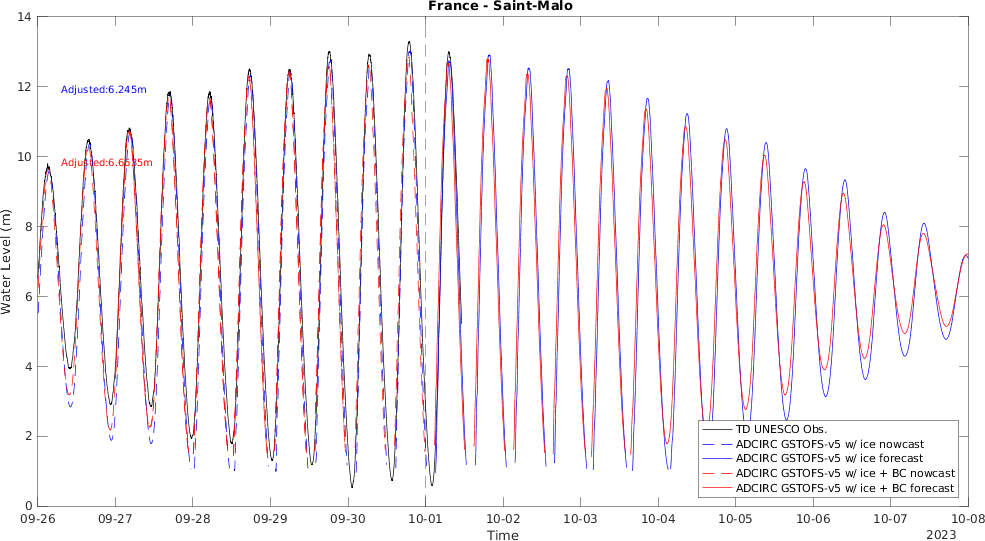 France - Saint-Malo
Water Level (m)
14
12
10
8
6
4
2
0
Adjusted:6.245m
Adjusted:6.6635m
TD UNESCO Obs.
ADCIRC GSTOFS-v5 w/ ice nowcast
ADCIRC GSTOFS-v5 w/ ice forecast
ADCIRC GSTOFS-v5 w/ ice + BC nowcast
ADCIRC GSTOFS-v5 w/ ice + BC forecast
09-26 09-27 09-28 09-29 09-30 10-01 10-02 10-03 10-04 10-05 10-06 10-07 10-08
Time
2023